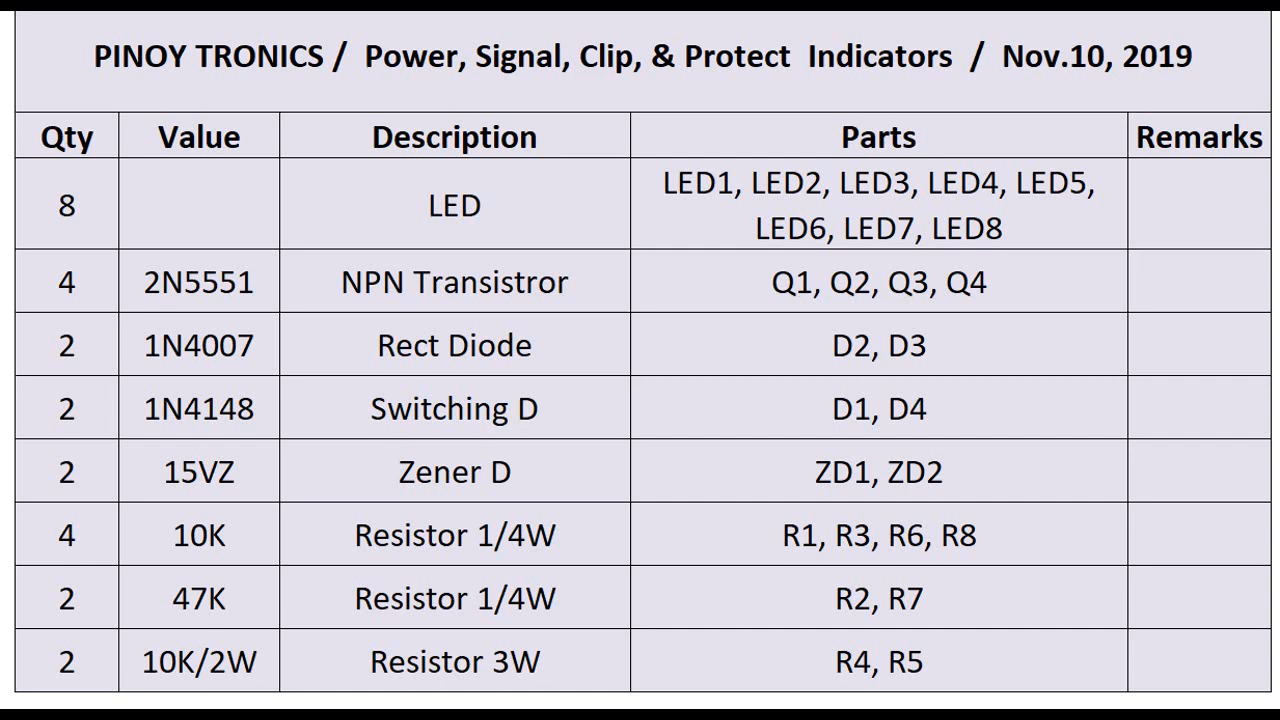 PINOY TRONICS / Power, Signal, Clip, & Protect Indicators / Nov.10, 2019
Qty Value Description Parts Remarks
8 LED LED1, LED2, LED3, LED4, LED5,
LED6, LED7, LED8
4 2N5551 NPN Transistror Q1, Q2, Q3, Q4
2 1N4007 Rect Diode D2, D3
2 1N4148 Switching D D1, D4
2 15VZ Zener D ZD1, ZD2
4 10K Resistor 1/4W R1, R3, R6, R8
2 47K Resistor 1/4W R2, R7
2 10K/2W Resistor 3W R4, R5